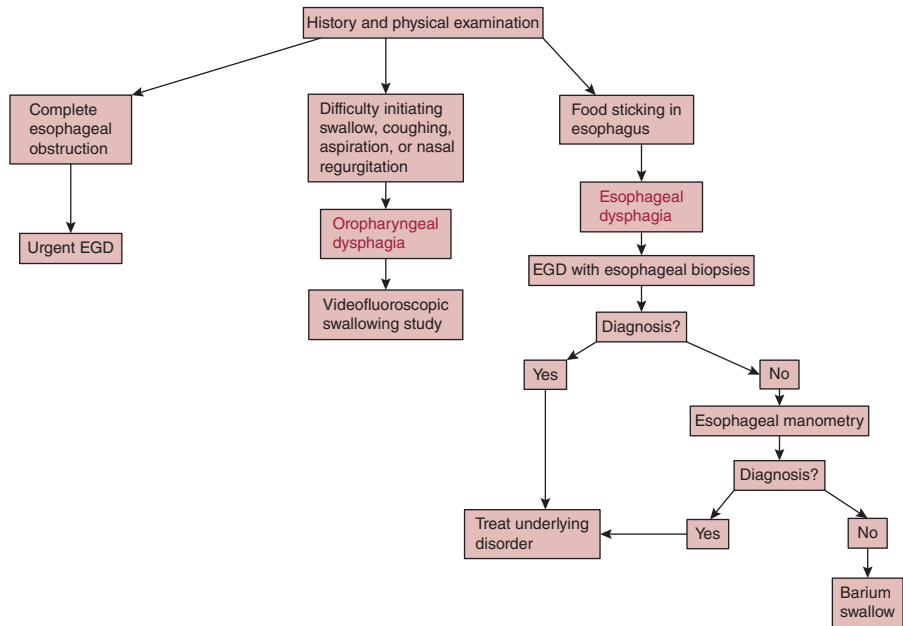 History and physical examination
Complete
esophageal
obstruction
Urgent EGD
Difficulty initiating
swallow, coughing,
aspiration, or nasal
regurgitation
Oropharyngeal
dysphagia
Videofluoroscopic
swallowing study
Food sticking in
esophagus
Esophageal
dysphagia
EGD with esophageal biopsies
Diagnosis?
Yes
No
Esophageal manometry
Diagnosis?
Yes
No
Treat underlying
disorder
Barium
swallow